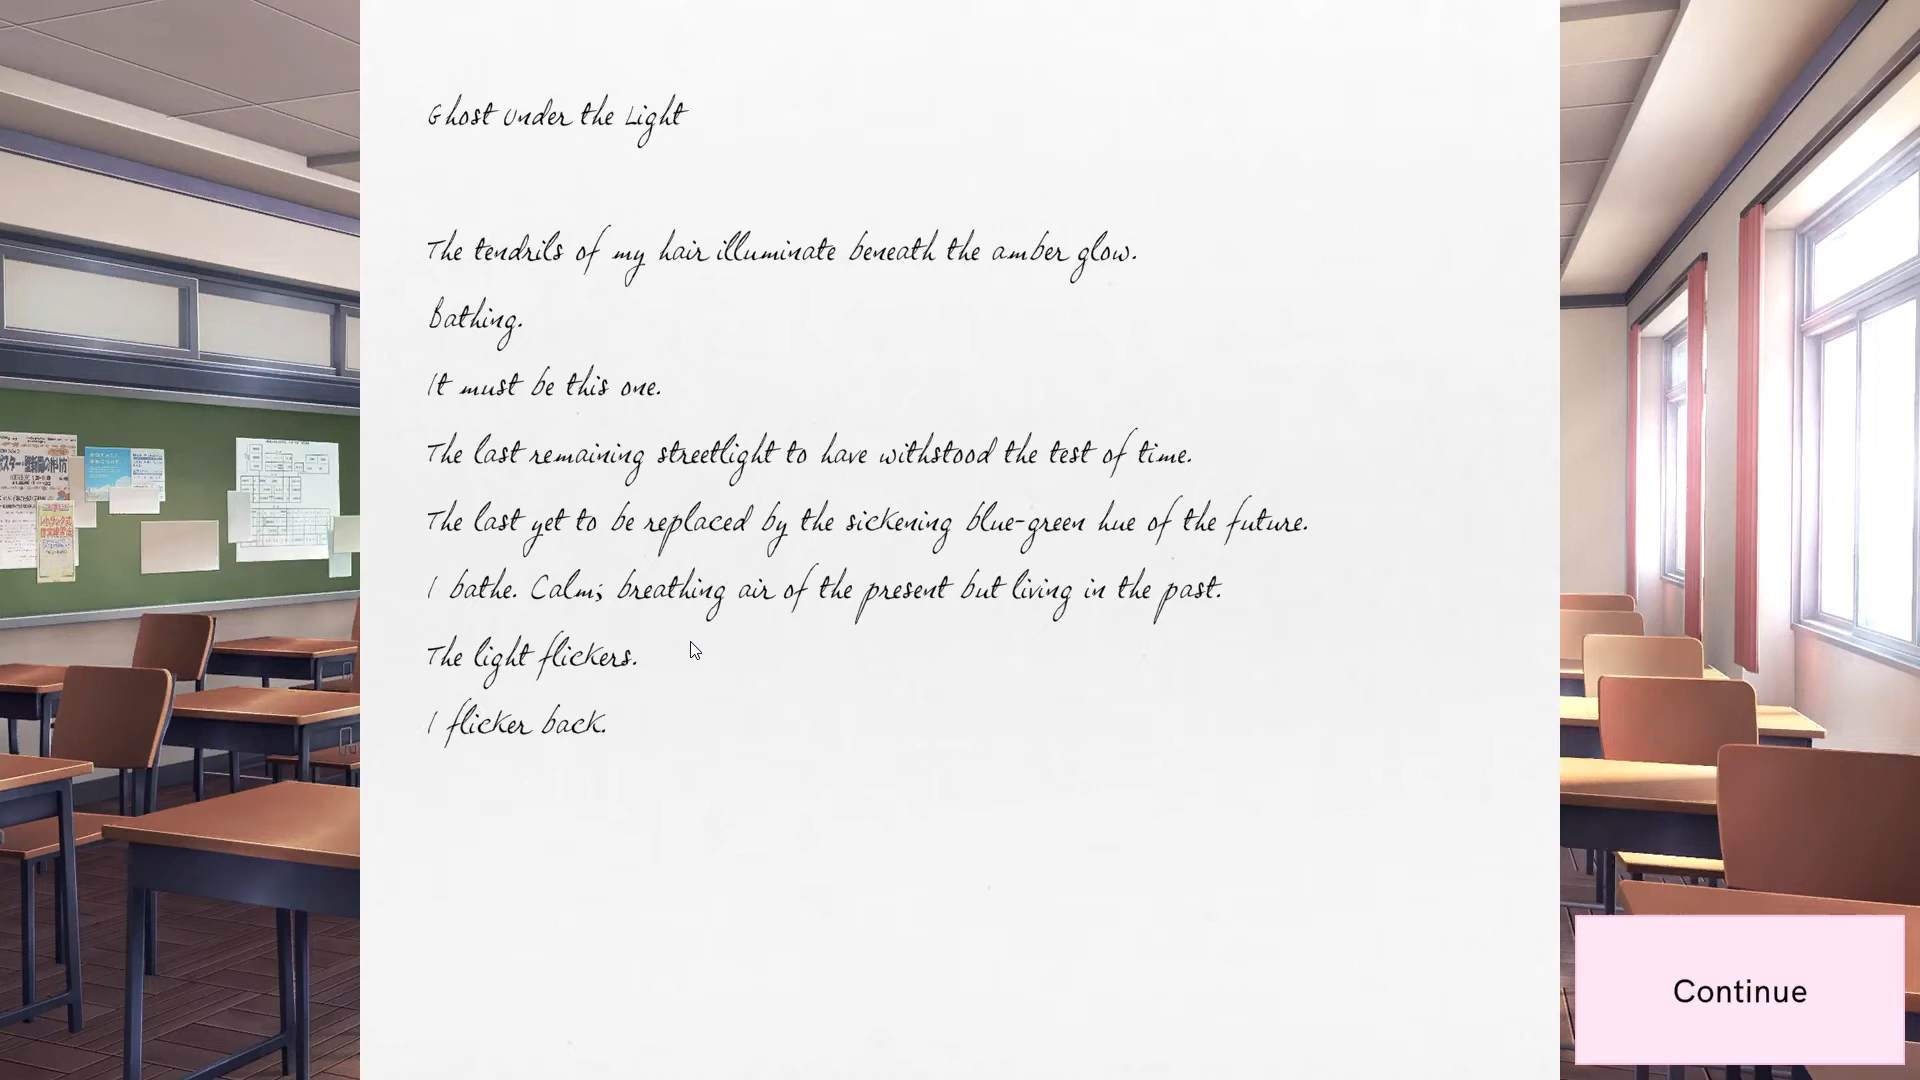 Ghost Under the Light
The tendrils of my hair illuminate beneath the amber glow.
Bathing.
It must be this one.
The last remaining streetlight to have withstood the test of time.
The last yet to be replaced by the sickening blue-green hue of the future.
I bathe. Calm; breathing air of the present but living in the past.
The light flickers.
I flicker back.
Continue